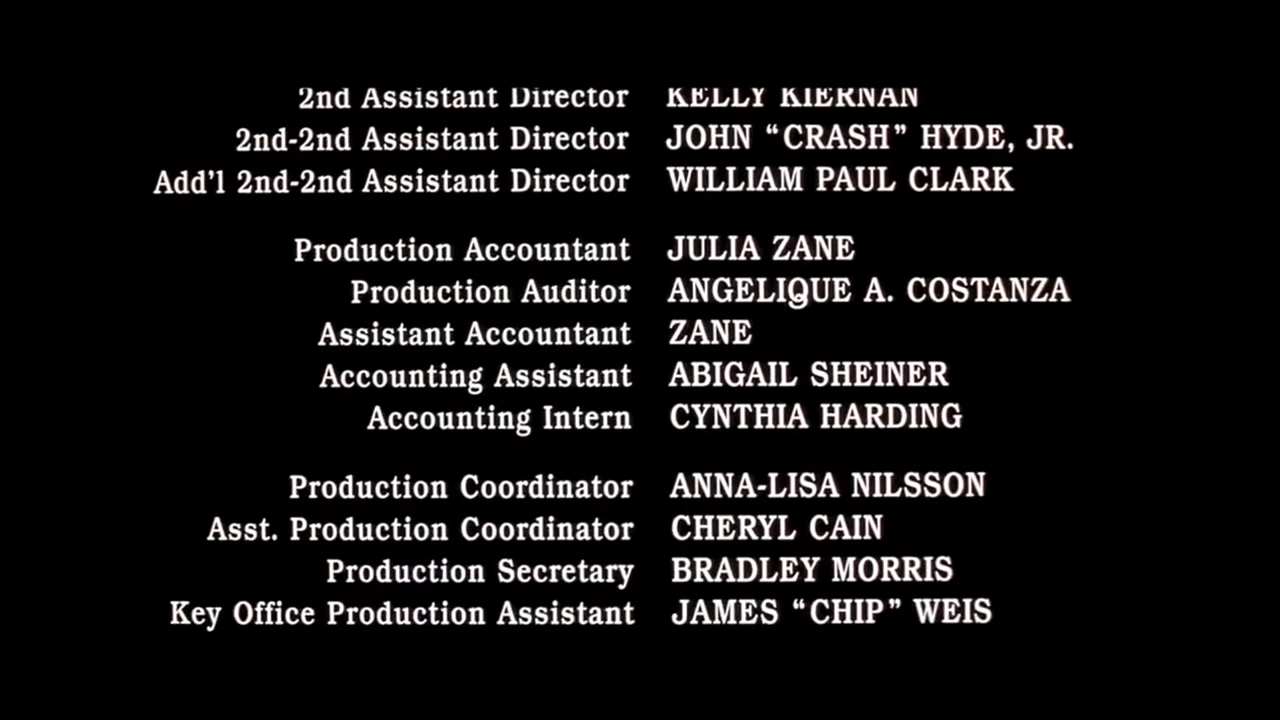 2nd Assistant Director KELLY KIERNAN
2nd-2nd Assistant Director JOHN “CRASH” HYDE, JR.
Add’l 2nd-2nd Assistant Director WILLIAM PAUL CLARK
Production Accountant JULIA ZANE
Production Auditor ANGELIQUE A. COSTANZA
Assistant Accountant ZANE
Accounting Assistant ABIGAIL SHEINER
Accounting Intern CYNTHIA HARDING
Production Coordinator ANNA-LISA NILSSON
Asst. Production Coordinator CHERYL CAIN
Production Secretary BRADLEY MORRIS
Key Office Production Assistant JAMES “CHIP” WEIS